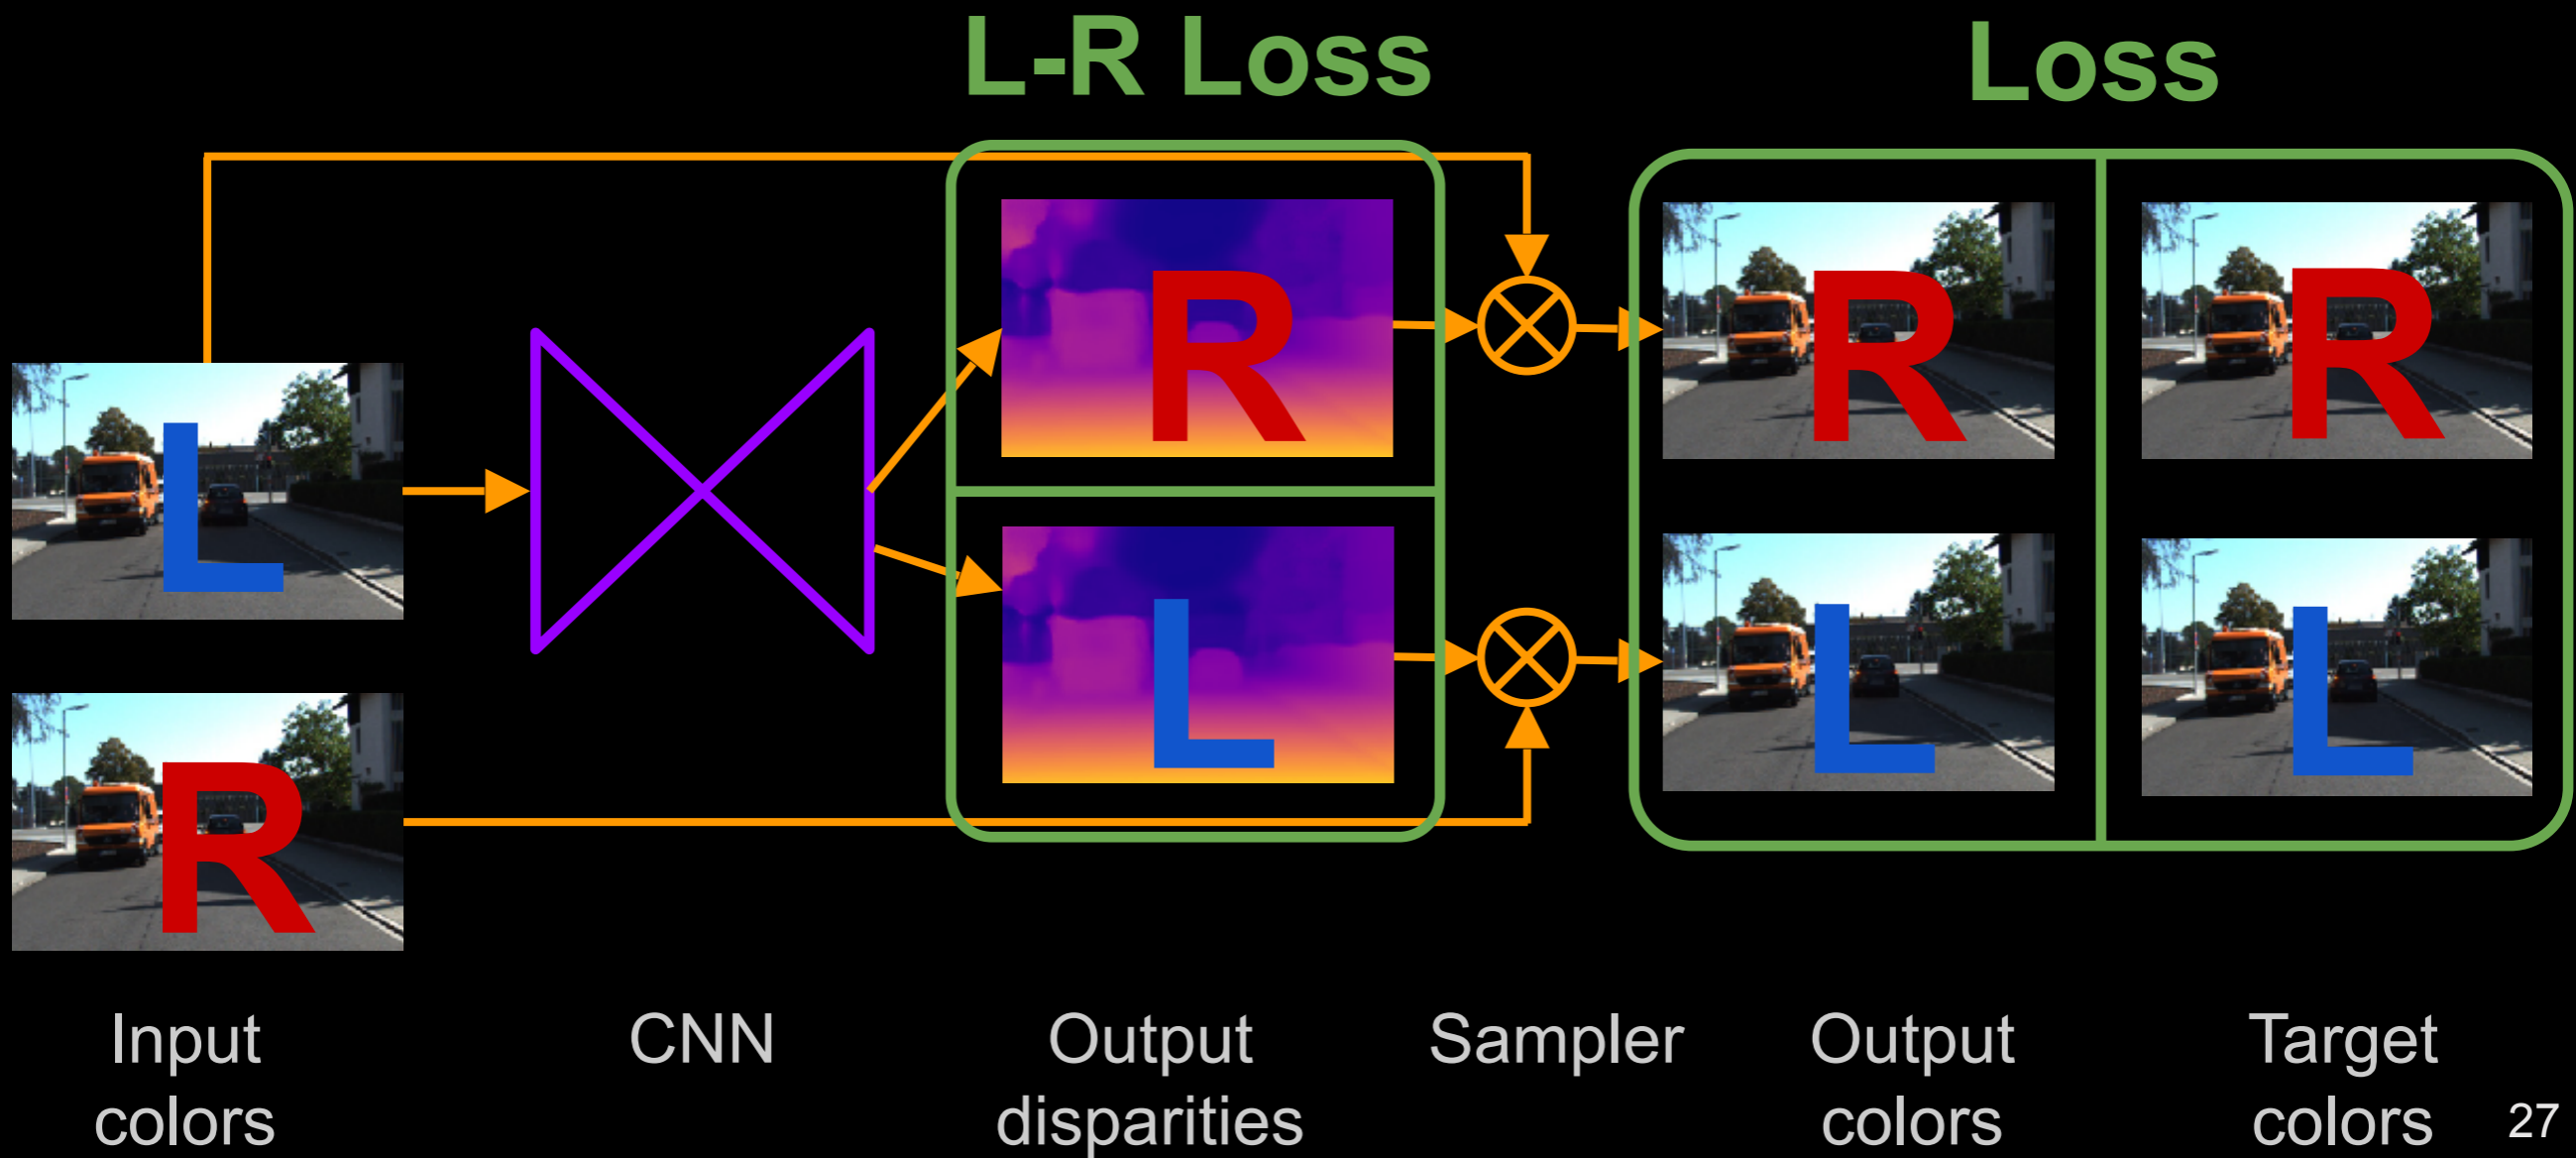 L-R Loss
Loss
R
R
R
L
L
L
L
R
Input colors
CNN
Output disparities
Sampler
Output colors
Target colors
27